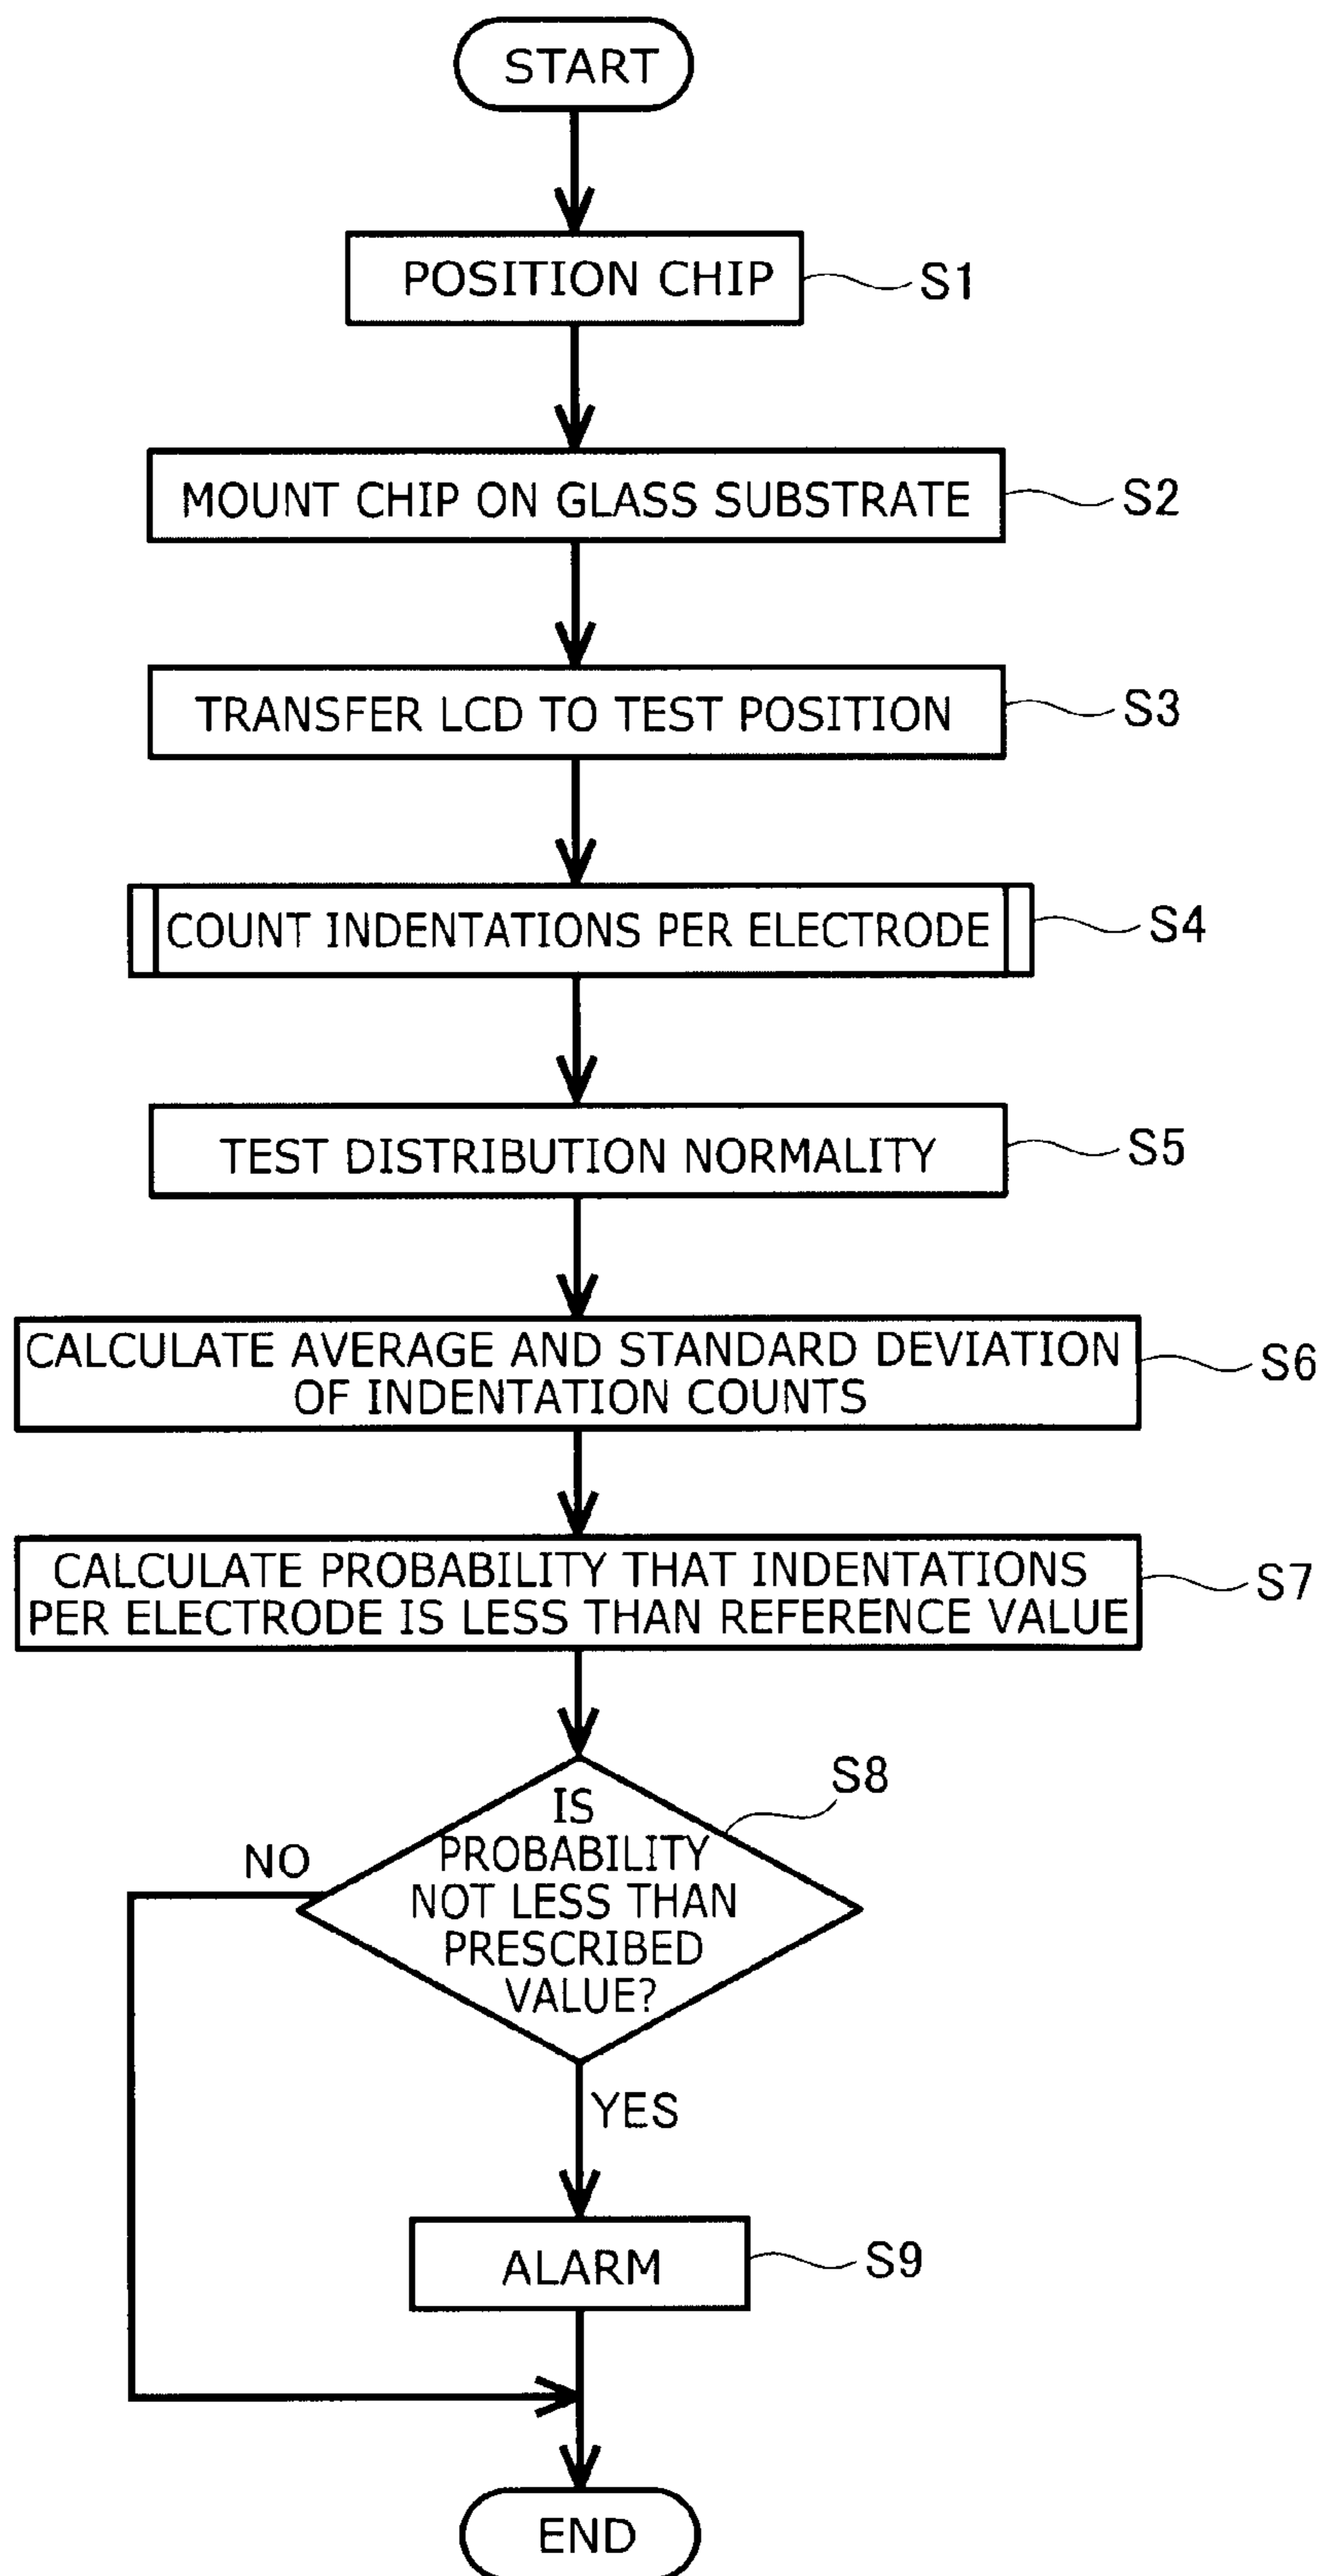 START
POSITION CHIP
S1
MOUNT CHIP ON GLASS SUBSTRATE
S2
TRANSFER LCD TO TEST POSITION
S3
COUNT INDENTATIONS PER ELECTRODE
S4
TEST DISTRIBUTION NORMALITY
S5
CALCULATE AVERAGE AND STANDARD DEVIATION
OF INDENTATION COUNTS
S6
CALCULATE PROBABILITY THAT INDENTATIONS
PER ELECTRODE IS LESS THAN REFERENCE VALUE
S7
S8
IS
PROBABILITY
NOT LESS THAN
PRESCRIBED
VALUE?
NO
YES
ALARM
S9
END